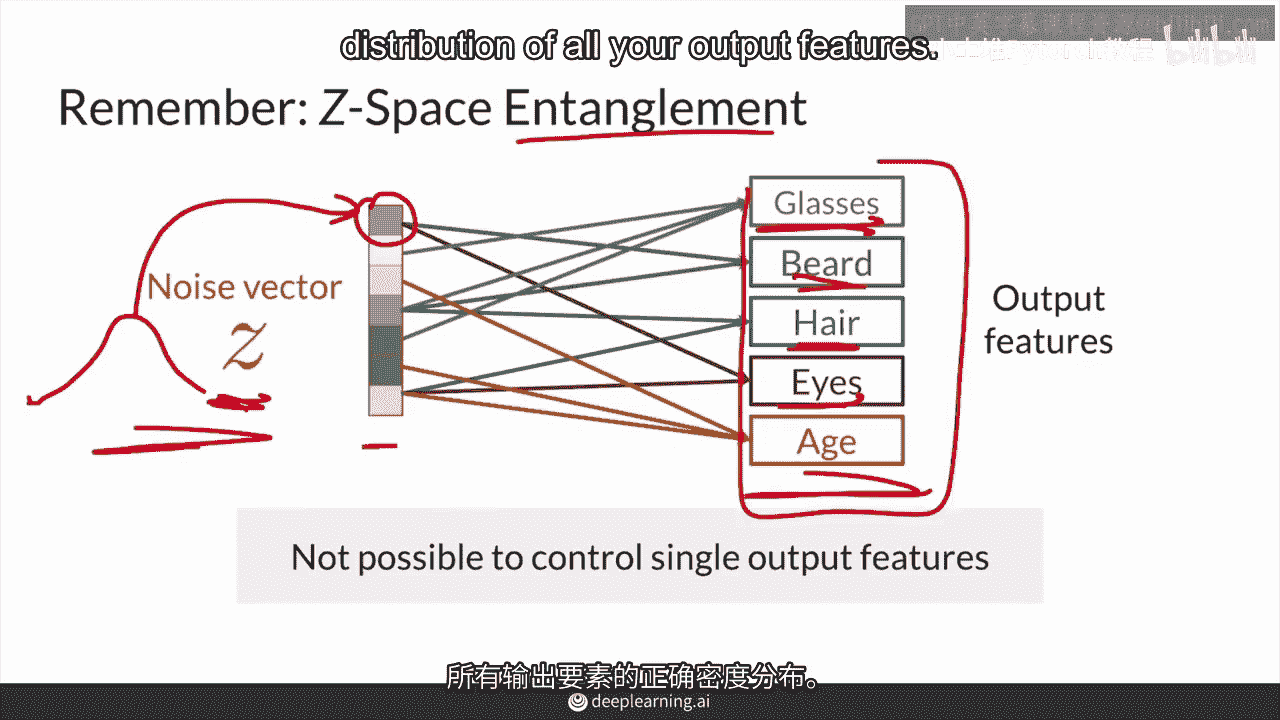 distribution of all your output features.
Remember: Z-Space Entanglement
Noise vector
z
Glasses
Beard
Hair
Eyes
Age
Output
features
Not possible to control single output features
所有输出要素的正确密度分布。
deeplearning.ai